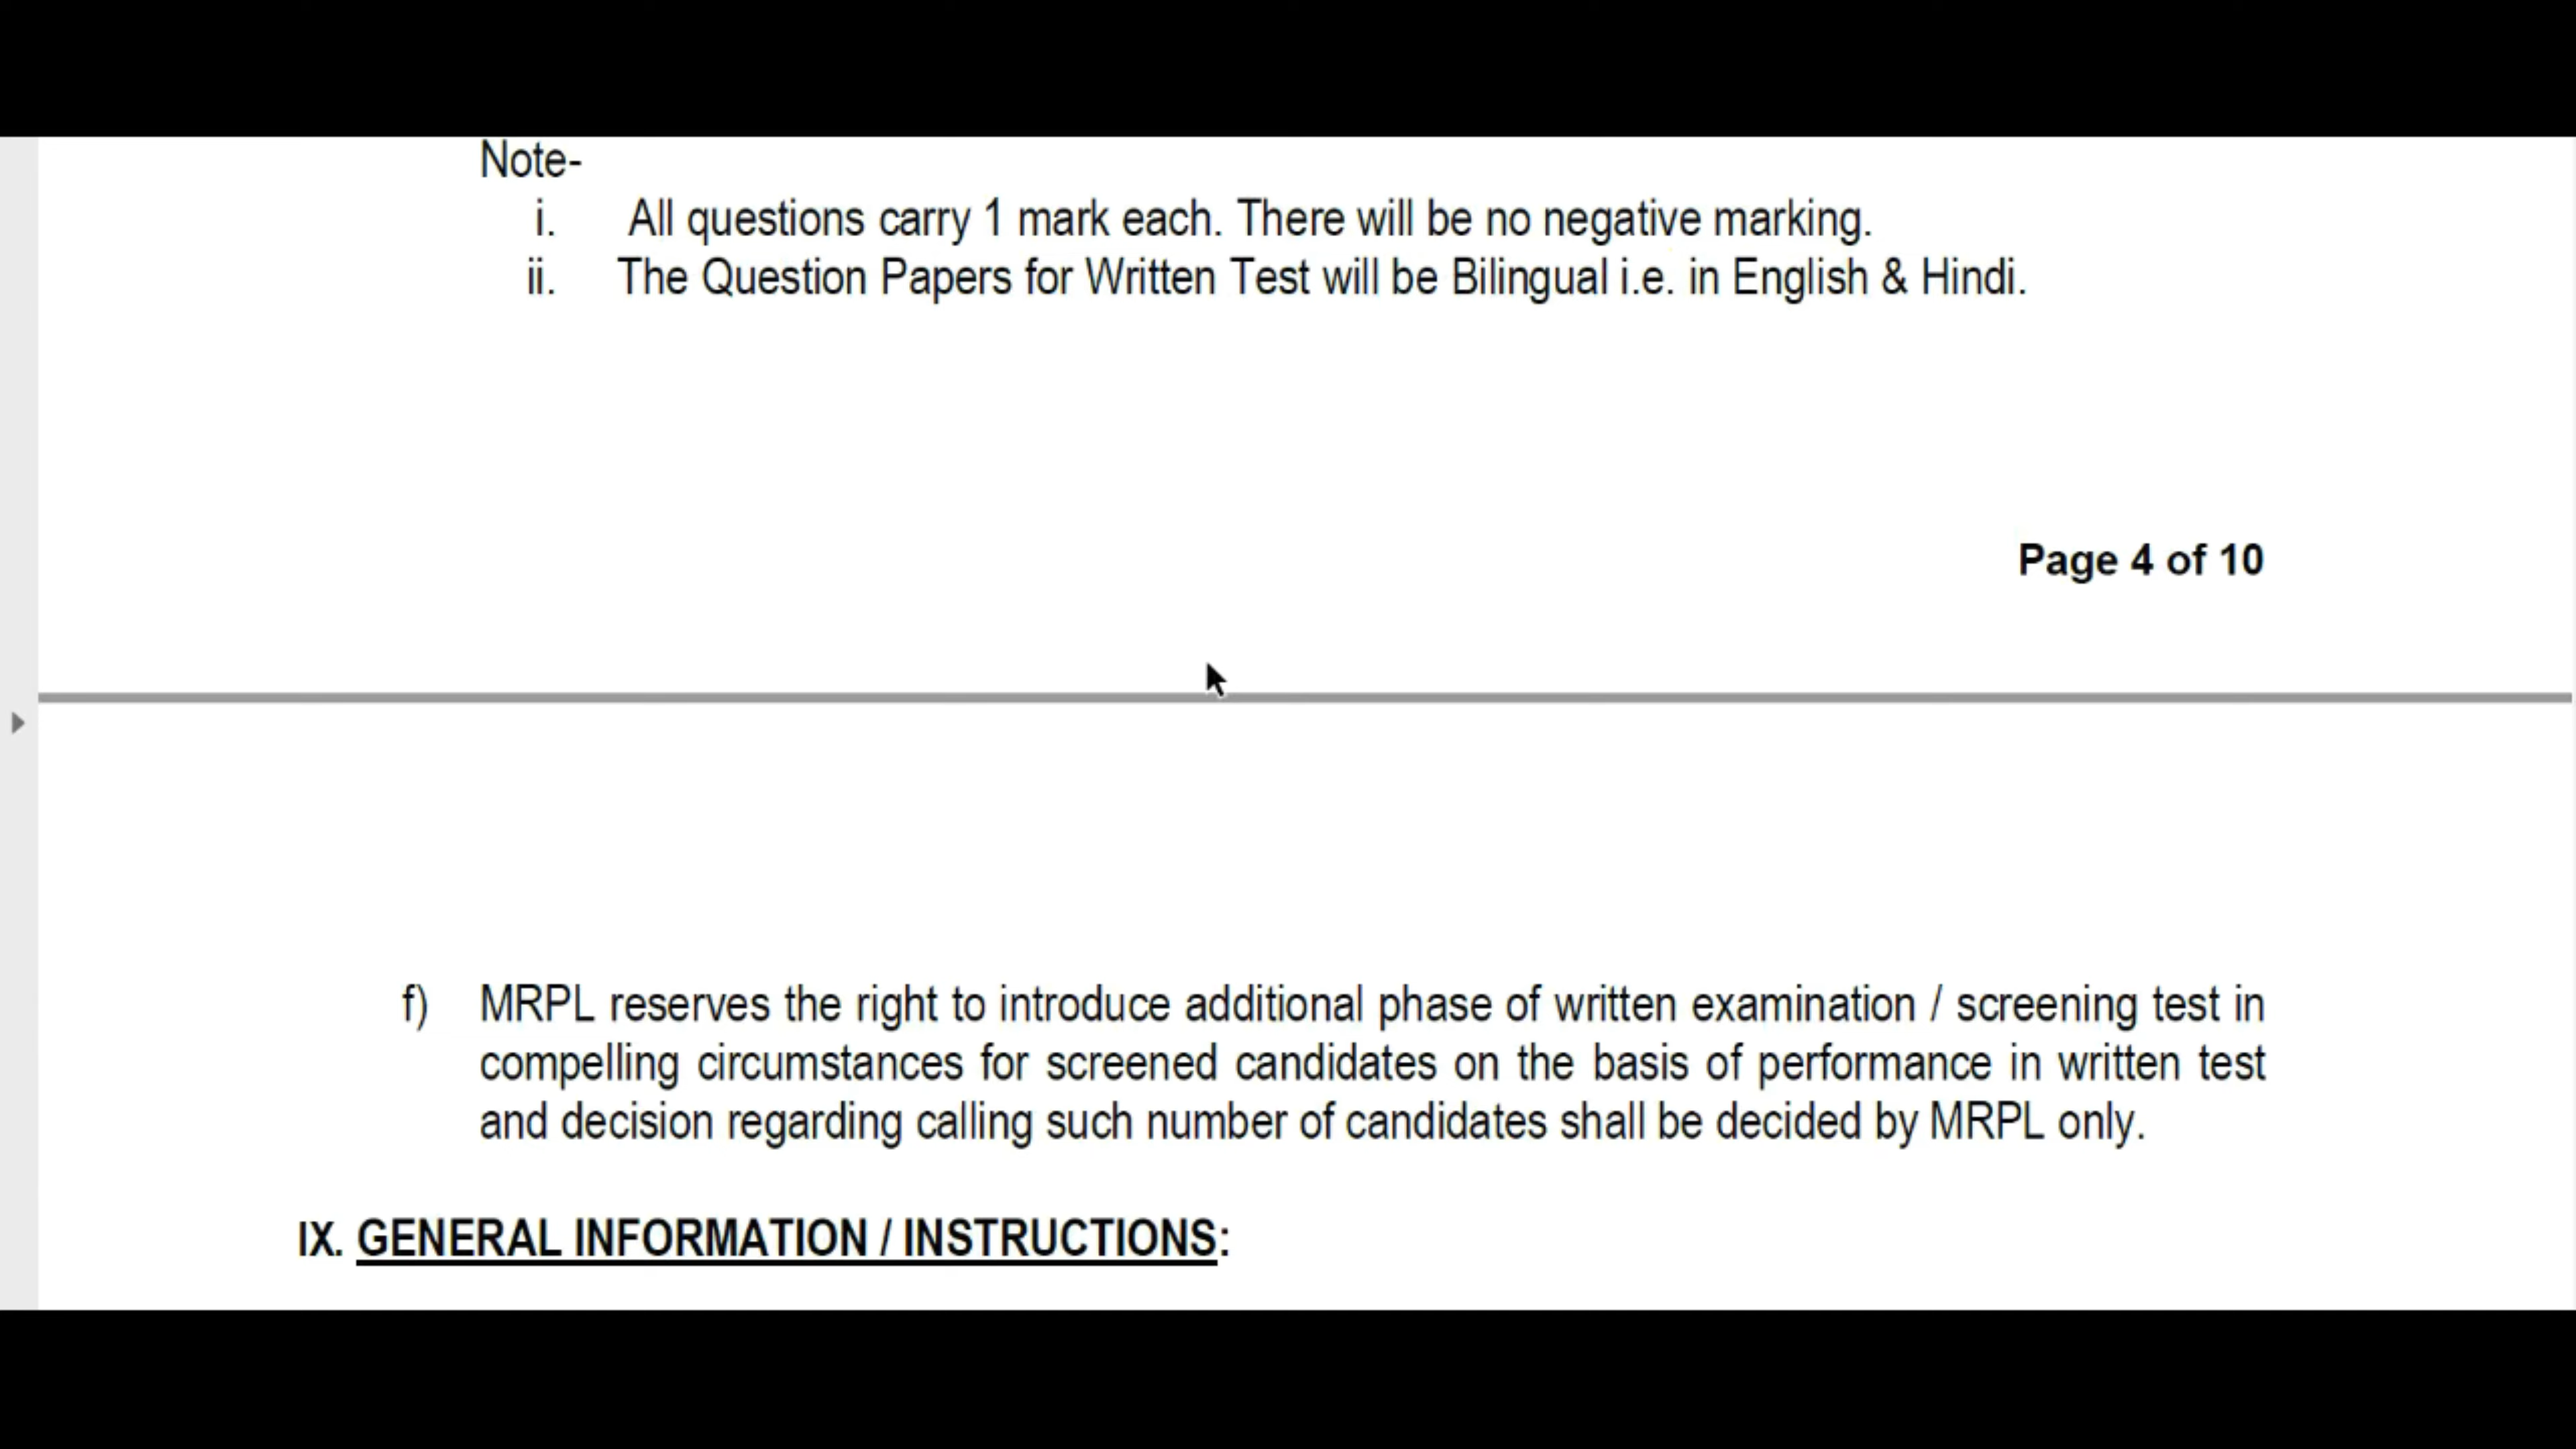 Note-
i. All questions carry 1 mark each. There will be no negative marking.
ii. The Question Papers for Written Test will be Bilingual i.e. in English & Hindi.
Page 4 of 10
f) MRPL reserves the right to introduce additional phase of written examination / screening test in
compelling circumstances for screened candidates on the basis of performance in written test
and decision regarding calling such number of candidates shall be decided by MRPL only.
IX. GENERAL INFORMATION / INSTRUCTIONS: